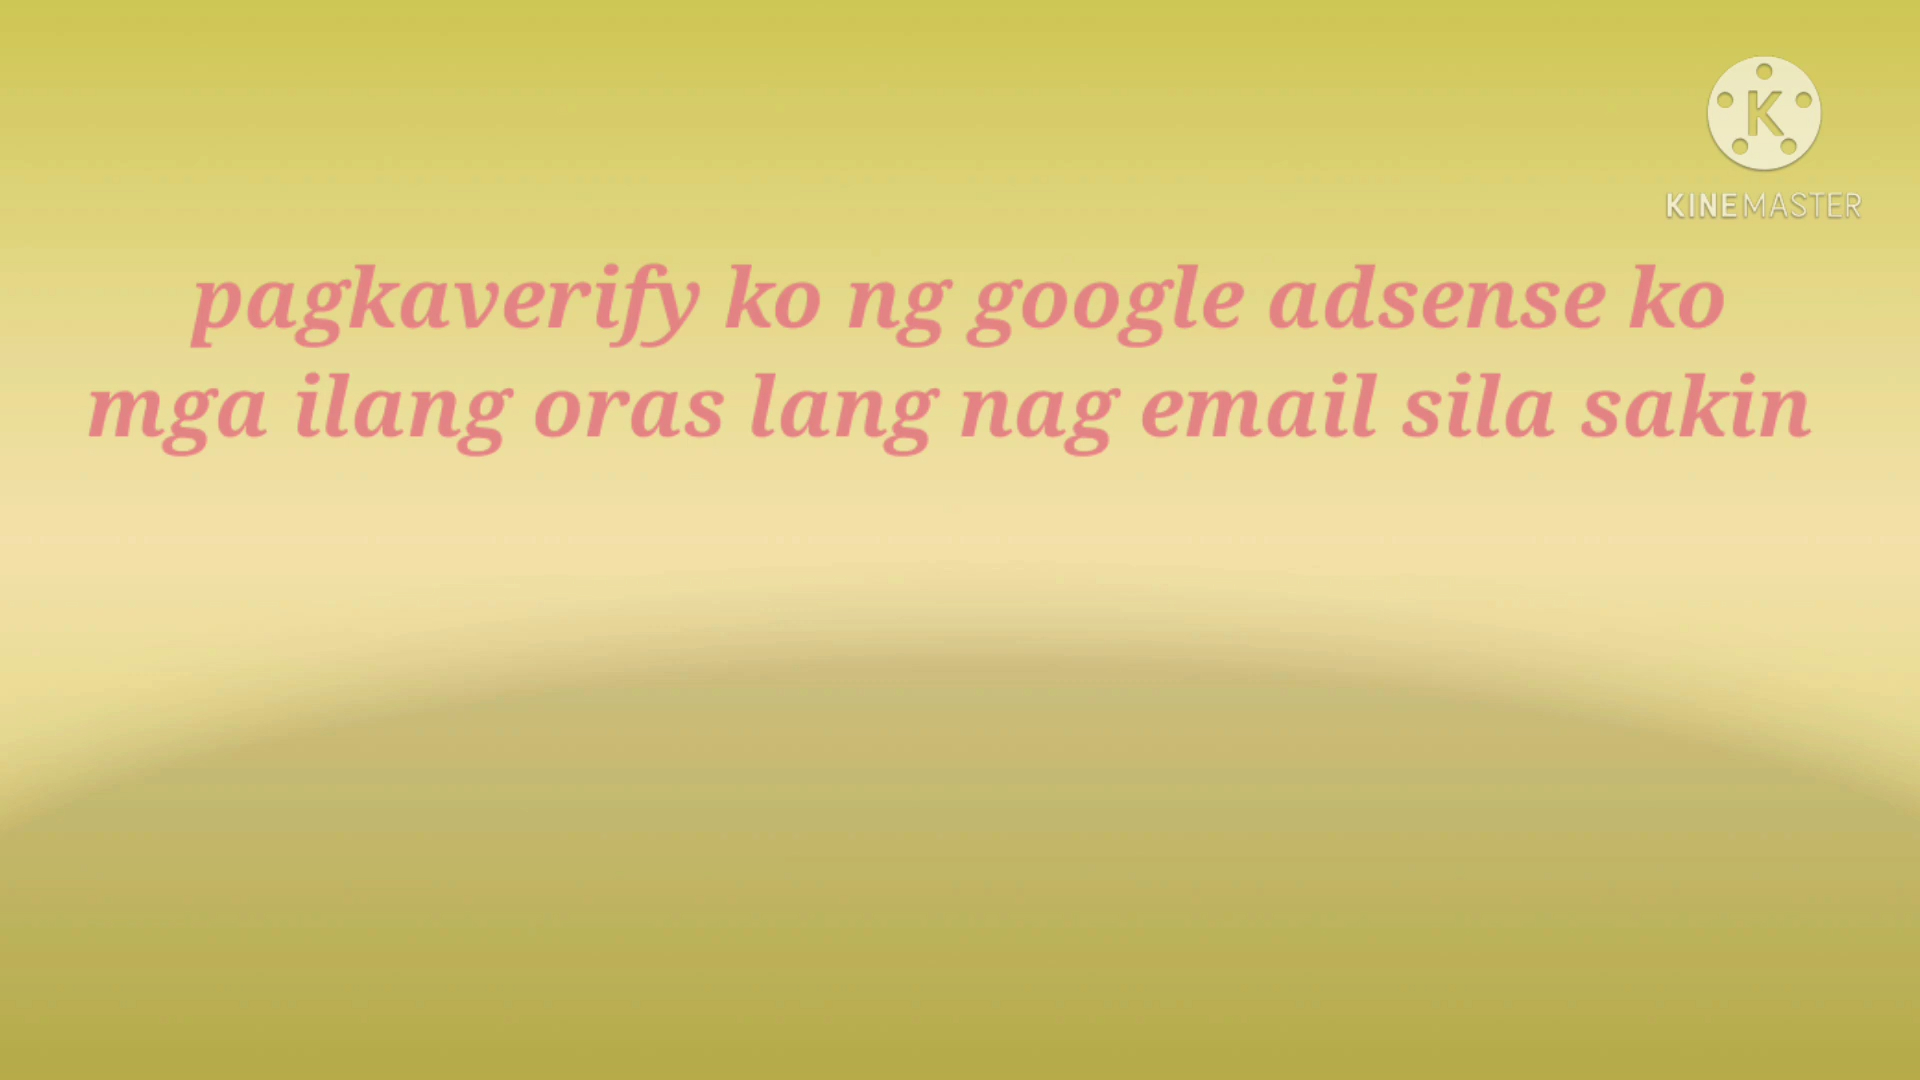 K
KINEMASTER
pagkaverify ko ng google adsense ko
mga ilang oras lang nag email sila sakin